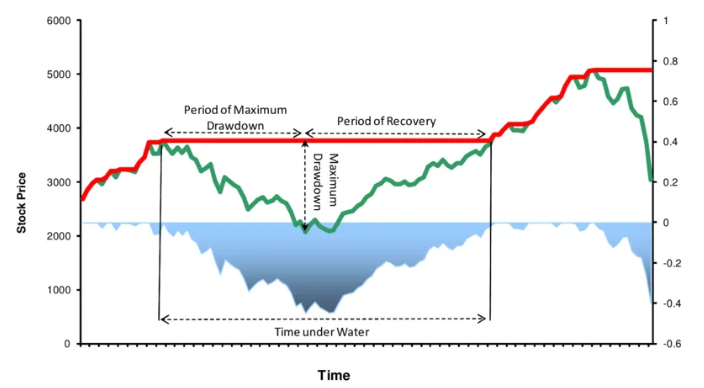 6000
5000
4000
3000
2000
1000
0
Stock Price
Period of Maximum
Drawdown
Period of Recovery
Maximum
Drawdown
Time under Water
1
0.8
0.6
0.4
0.2
0
-0.2
-0.4
-0.6
Time